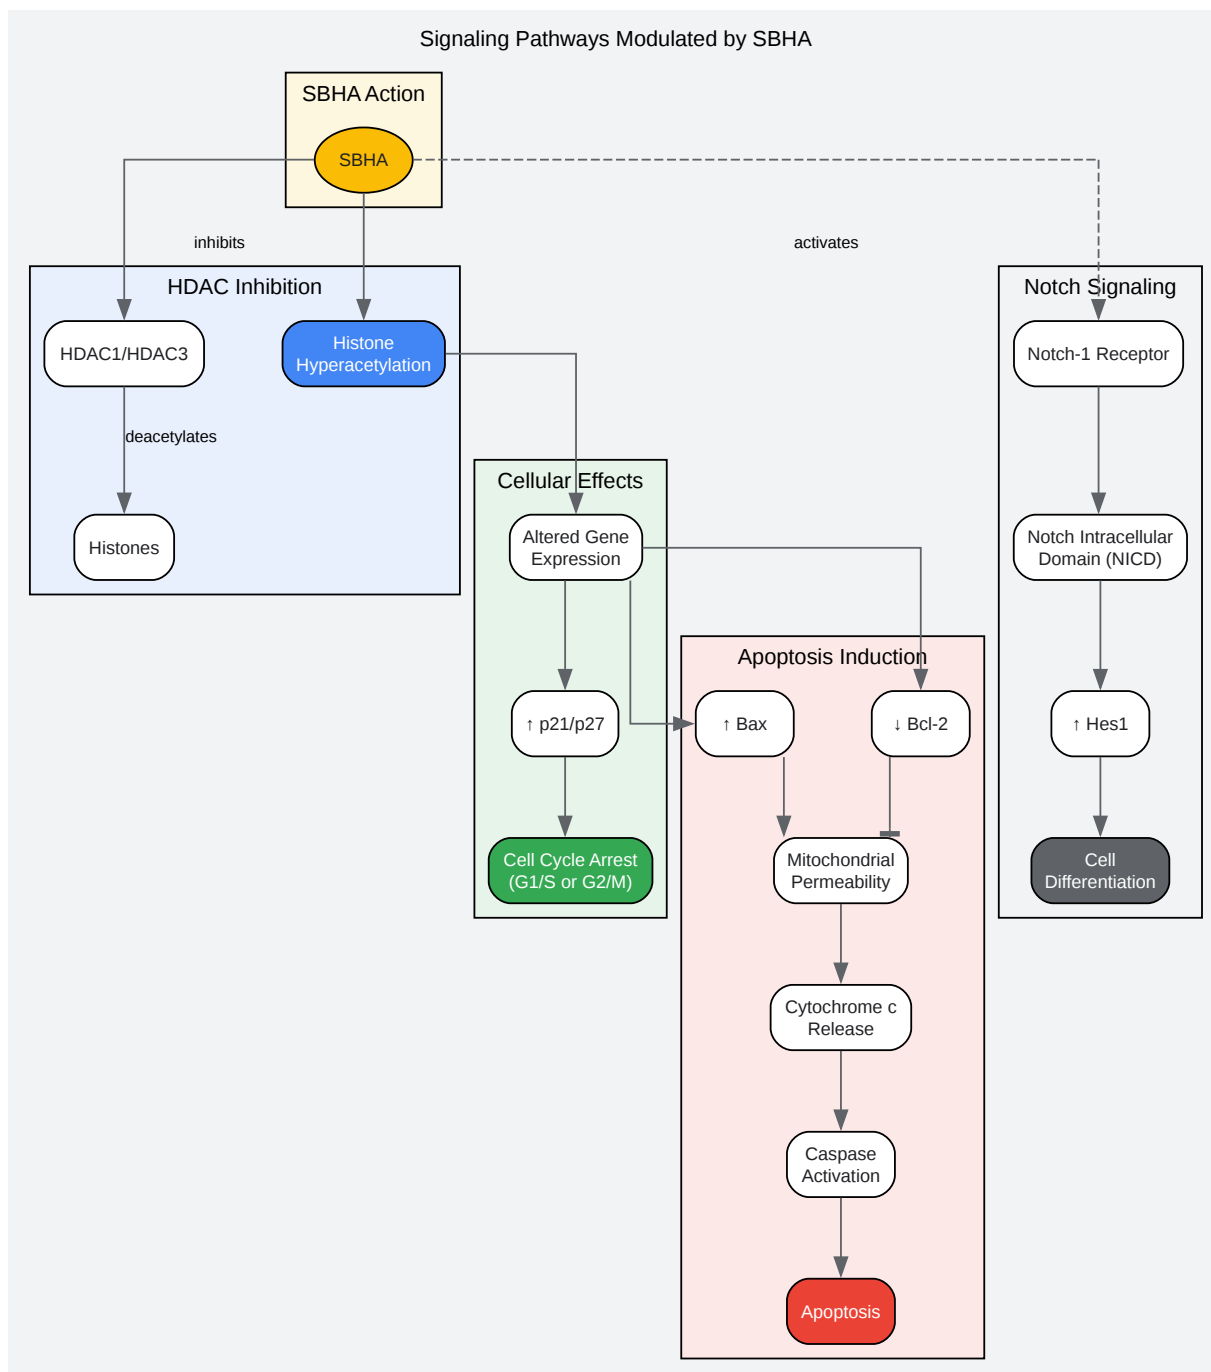 Signaling Pathways Modulated by SBHA
SBHA Action
SBHA
inhibits
activates
HDAC Inhibition
Notch Signaling
HDAC1/HDAC3
Histone
Hyperacetylation
Notch-1 Receptor
deacetylates
Cellular Effects
Histones
Altered Gene
Expression
Notch Intracellular
Domain (NICD)
Apoptosis Induction
↑ p21/p27
↑ Bax
↓ Bcl-2
↑ Hes1
Cell Cycle Arrest
(G1/S or G2/M)
Mitochondrial
Permeability
Cell
Differentiation
Cytochrome c
Release
Caspase
Activation
Apoptosis